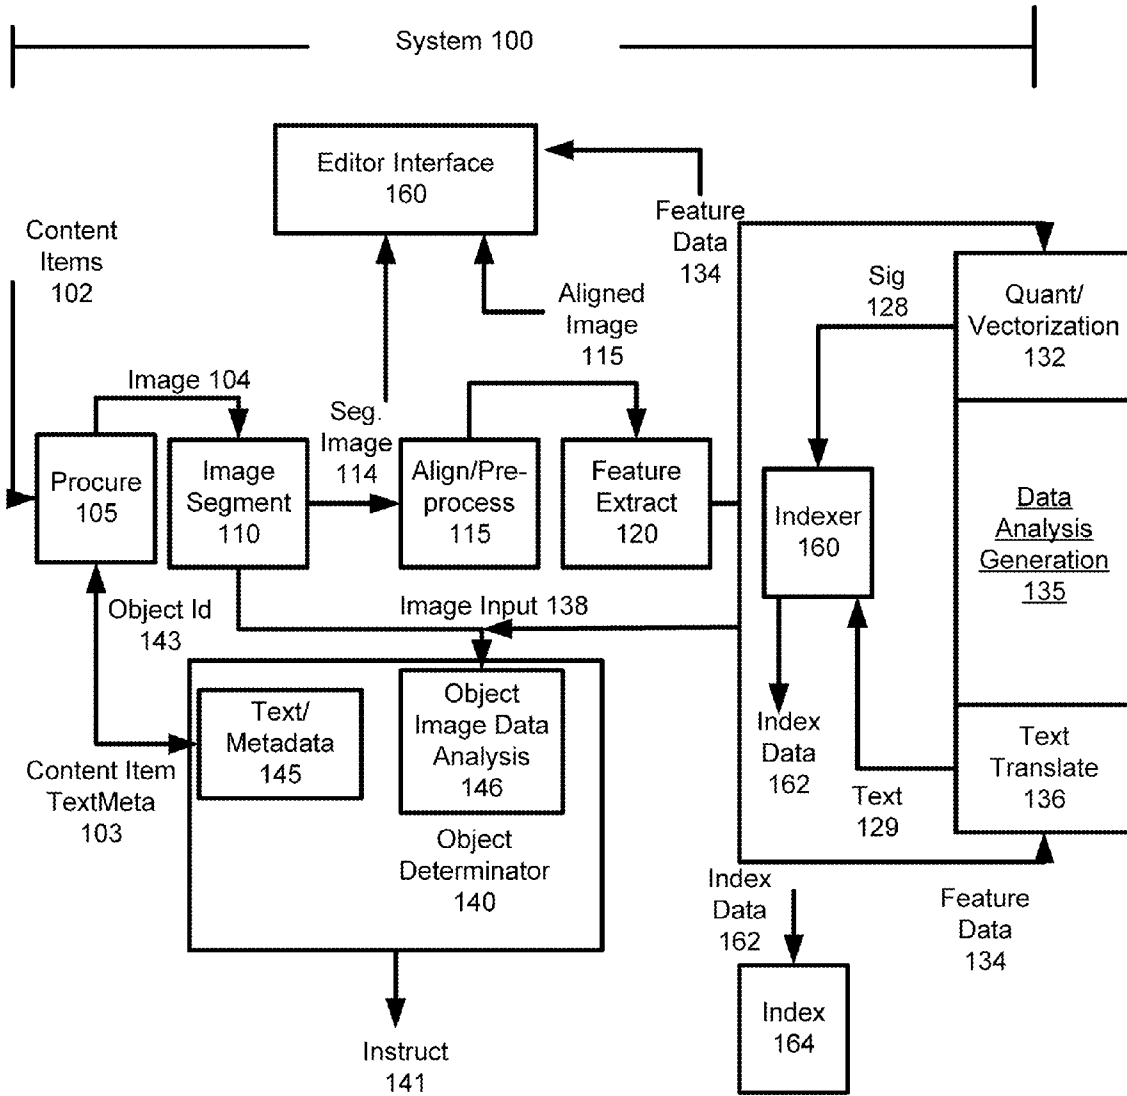 System 100
Editor Interface
160
Feature
Data
134
Content
Items
102
Aligned
Image
115
Sig
128
Quant/
Vectorization
132
Image 104
Seg.
Image
114
Procure
105
Image
Segment
110
Align/Pre-
process
115
Feature
Extract
120
Indexer
160
Data
Analysis
Generation
135
Object Id
143
Image Input 138
Text/
Metadata
145
Object
Image Data
Analysis
146
Index
Data
162
Text
Translate
136
Content Item
TextMeta
103
Text
129
Object
Determinator
140
Index
Data
162
Feature
Data
134
Index
164
Instruct
141